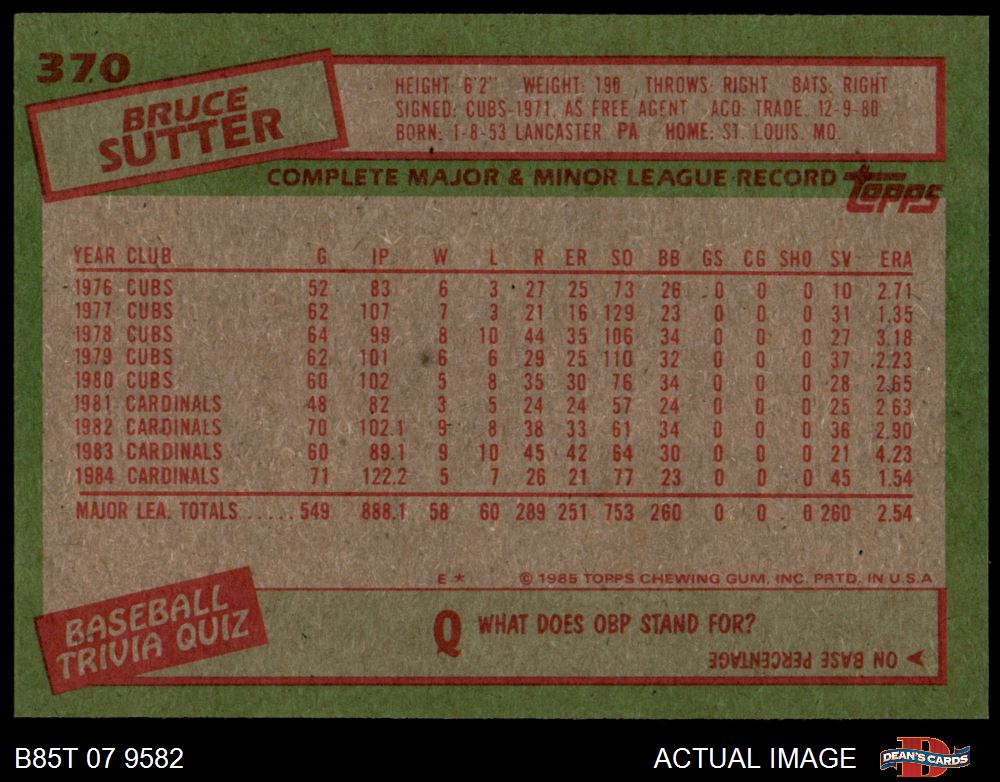 370
BRUCE
SUTTER
HEIGHT: 6'2" WEIGHT: 190 THROWS: RIGHT BATS: RIGHT
SIGNED: CUBS-1971, AS FREE AGENT ACQ: TRADE, 12-9-80
BORN: 1-8-53 LANCASTER, PA HOME: ST. LOUIS, MO.
COMPLETE MAJOR & MINOR LEAGUE RECORD
Topps
YEAR CLUB G IP W L R ER SO BB GS CG SHO SV ERA
1976 CUBS 52 83 6 3 27 25 73 26 0 0 0 10 2.71
1977 CUBS 62 107 7 3 21 16 129 23 0 0 0 31 1.35
1978 CUBS 64 99 8 10 44 35 106 34 0 0 0 27 3.18
1979 CUBS 62 101 6 6 29 25 110 32 0 0 0 37 2.23
1980 CUBS 60 102 5 8 35 30 76 34 0 0 0 28 2.65
1981 CARDINALS 48 82 3 5 24 24 57 24 0 0 0 25 2.63
1982 CARDINALS 70 102.1 9 8 38 33 61 34 0 0 0 36 2.90
1983 CARDINALS 60 89.1 9 10 45 42 64 30 0 0 0 21 4.23
1984 CARDINALS 71 122.2 5 7 26 21 77 23 0 0 0 45 1.54
MAJOR LEA. TOTALS ..... 549 888.1 58 60 289 251 753 260 0 0 0 260 2.54
E * © 1985 TOPPS CHEWING GUM, INC. PRTD. IN U.S.A
BASEBALL
TRIVIA QUIZ
Q WHAT DOES OBP STAND FOR?
ON BASE PERCENTAGE
B85T 07 9582
ACTUAL IMAGE
DEAN'S CARDS